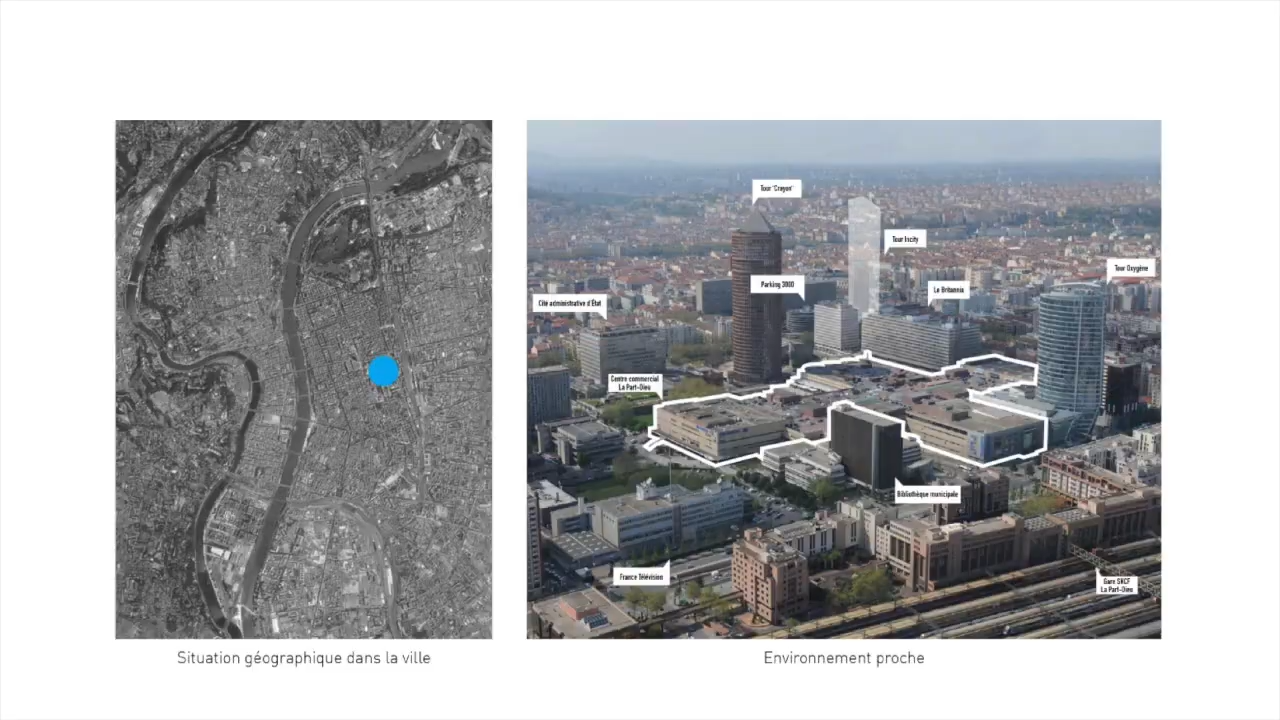 Tour "Crayon"
Tour Incity
Tour Oxygène
Parking 3000
Le Britannia
Cité administrative d'État
Centre commercial
La Part-Dieu
Bibliothèque municipale
France Télévision
Gare SNCF
La Part-Dieu
Situation géographique dans la ville
Environnement proche